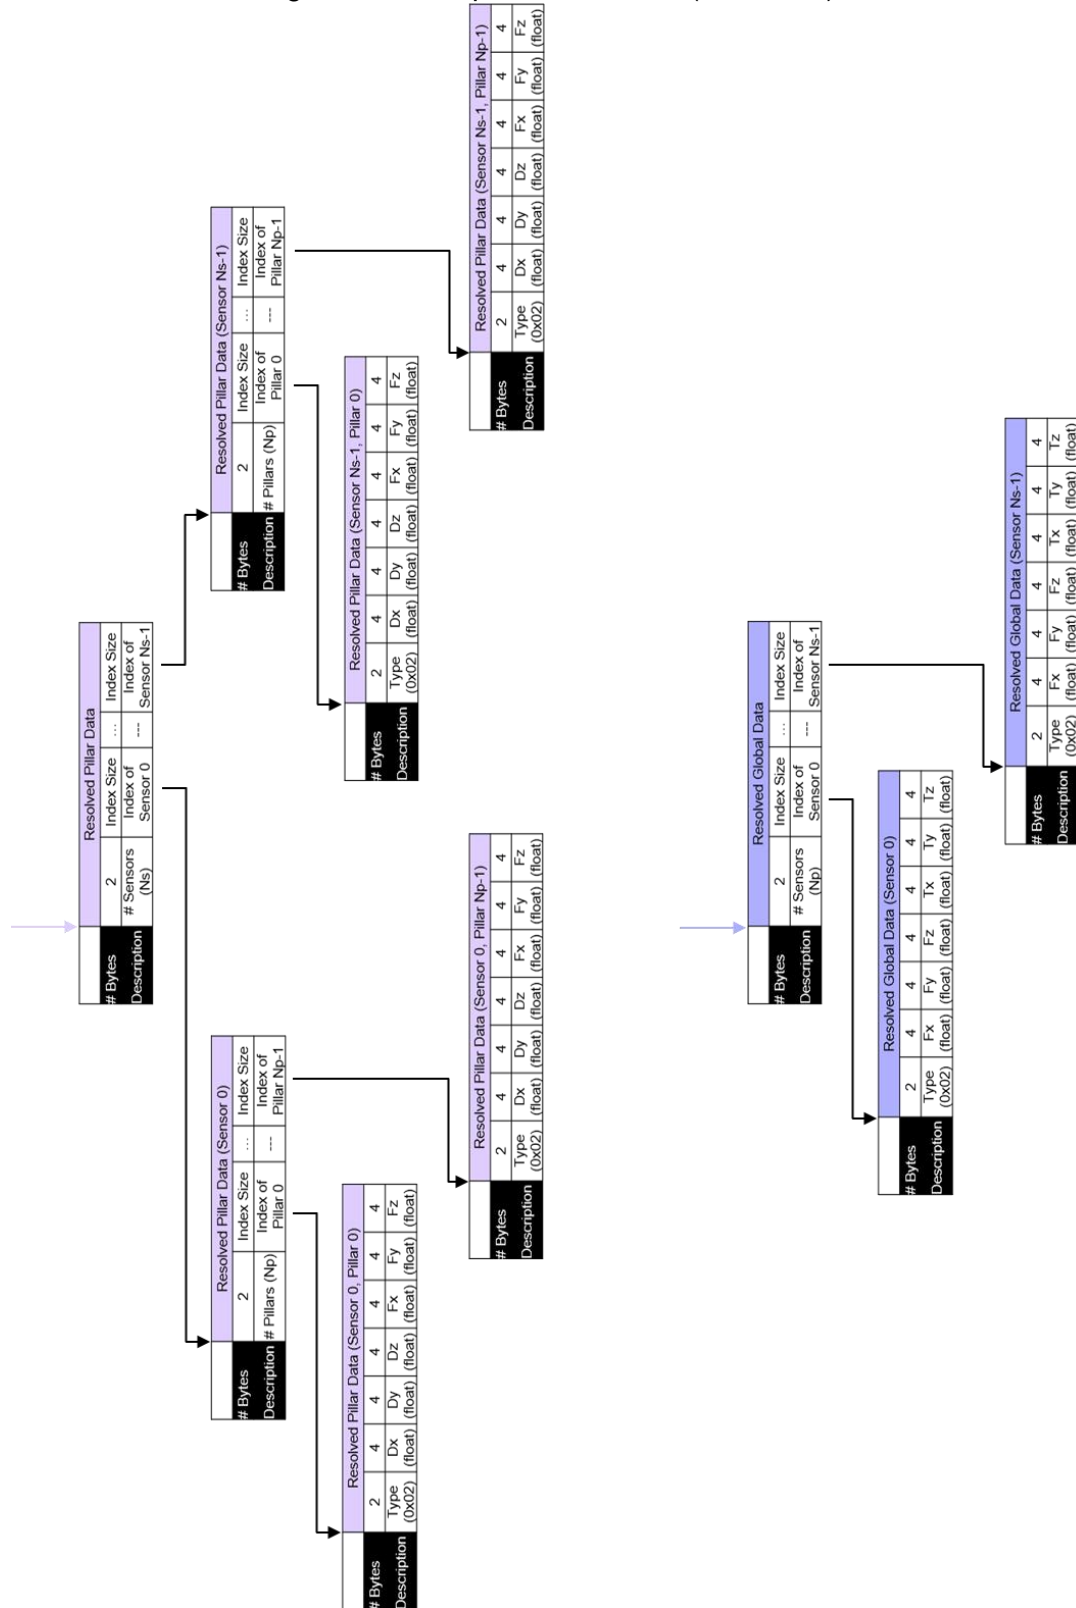 Resolved Pillar Data
# Bytes 2 Index Size ... Index Size
Description # Sensors (Ns) Index of Sensor 0 --- Index of Sensor Ns-1
Resolved Pillar Data (Sensor 0)
# Bytes 2 Index Size ... Index Size
Description # Pillars (Np) Index of Pillar 0 --- Index of Pillar Np-1
Resolved Pillar Data (Sensor Ns-1)
# Bytes 2 Index Size ... Index Size
Description # Pillars (Np) Index of Pillar 0 --- Index of Pillar Np-1
Resolved Pillar Data (Sensor 0, Pillar 0)
# Bytes 2 4 4 4 4 4 4
Description Type (0x02) Dx (float) Dy (float) Dz (float) Fx (float) Fy (float) Fz (float)
Resolved Pillar Data (Sensor Ns-1, Pillar 0)
# Bytes 2 4 4 4 4 4 4
Description Type (0x02) Dx (float) Dy (float) Dz (float) Fx (float) Fy (float) Fz (float)
Resolved Pillar Data (Sensor 0, Pillar Np-1)
# Bytes 2 4 4 4 4 4 4
Description Type (0x02) Dx (float) Dy (float) Dz (float) Fx (float) Fy (float) Fz (float)
Resolved Pillar Data (Sensor Ns-1, Pillar Np-1)
# Bytes 2 4 4 4 4 4 4
Description Type (0x02) Dx (float) Dy (float) Dz (float) Fx (float) Fy (float) Fz (float)
Resolved Global Data
# Bytes 2 Index Size ... Index Size
Description # Sensors (Np) Index of Sensor 0 --- Index of Sensor Ns-1
Resolved Global Data (Sensor 0)
# Bytes 2 4 4 4 4 4 4
Description Type (0x02) Fx (float) Fy (float) Fz (float) Tx (float) Ty (float) Tz (float)
Resolved Global Data (Sensor Ns-1)
# Bytes 2 4 4 4 4 4 4
Description Type (0x02) Fx (float) Fy (float) Fz (float) Tx (float) Ty (float) Tz (float)